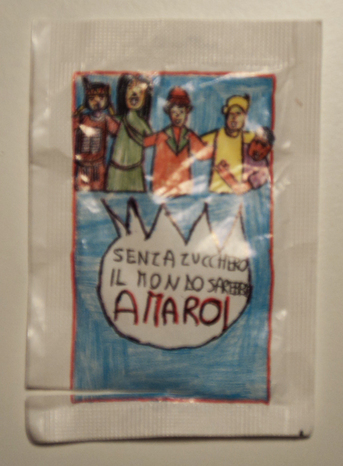 SENZA ZUCCHERO
IL MONDO SAREBBE
AMARO!